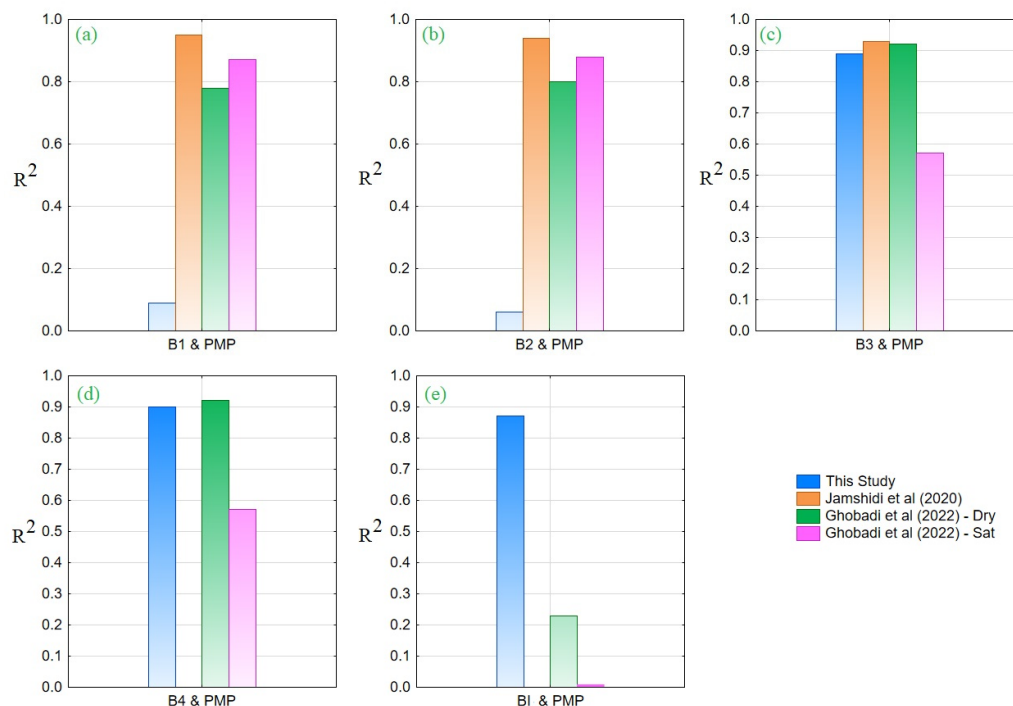 (a)
1.0
0.8
0.6
0.4
0.2
0.0
R²
B1 & PMP
(b)
1.0
0.8
0.6
0.4
0.2
0.0
R²
B2 & PMP
(c)
1.0
0.9
0.8
0.7
0.6
0.5
0.4
0.3
0.2
0.1
0.0
R²
B3 & PMP
(d)
1.0
0.9
0.8
0.7
0.6
0.5
0.4
0.3
0.2
0.1
0.0
R²
B4 & PMP
(e)
1.0
0.9
0.8
0.7
0.6
0.5
0.4
0.3
0.2
0.1
0.0
R²
BI & PMP
This Study
Jamshidi et al (2020)
Ghobadi et al (2022) - Dry
Ghobadi et al (2022) - Sat